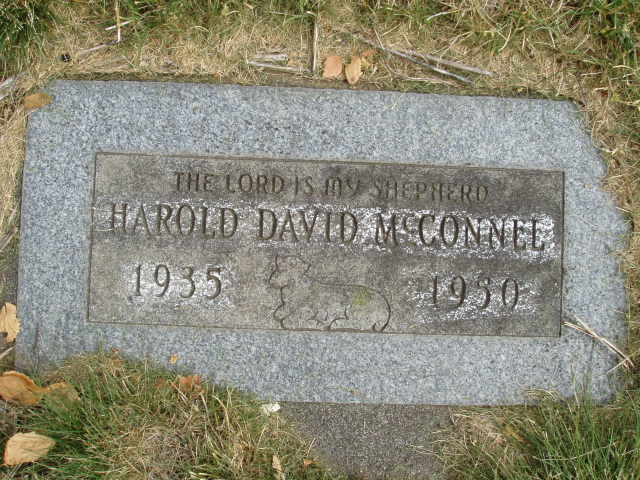 THE LORD IS MY SHEPHERD
HAROLD DAVID McCONNEL
1935 1950